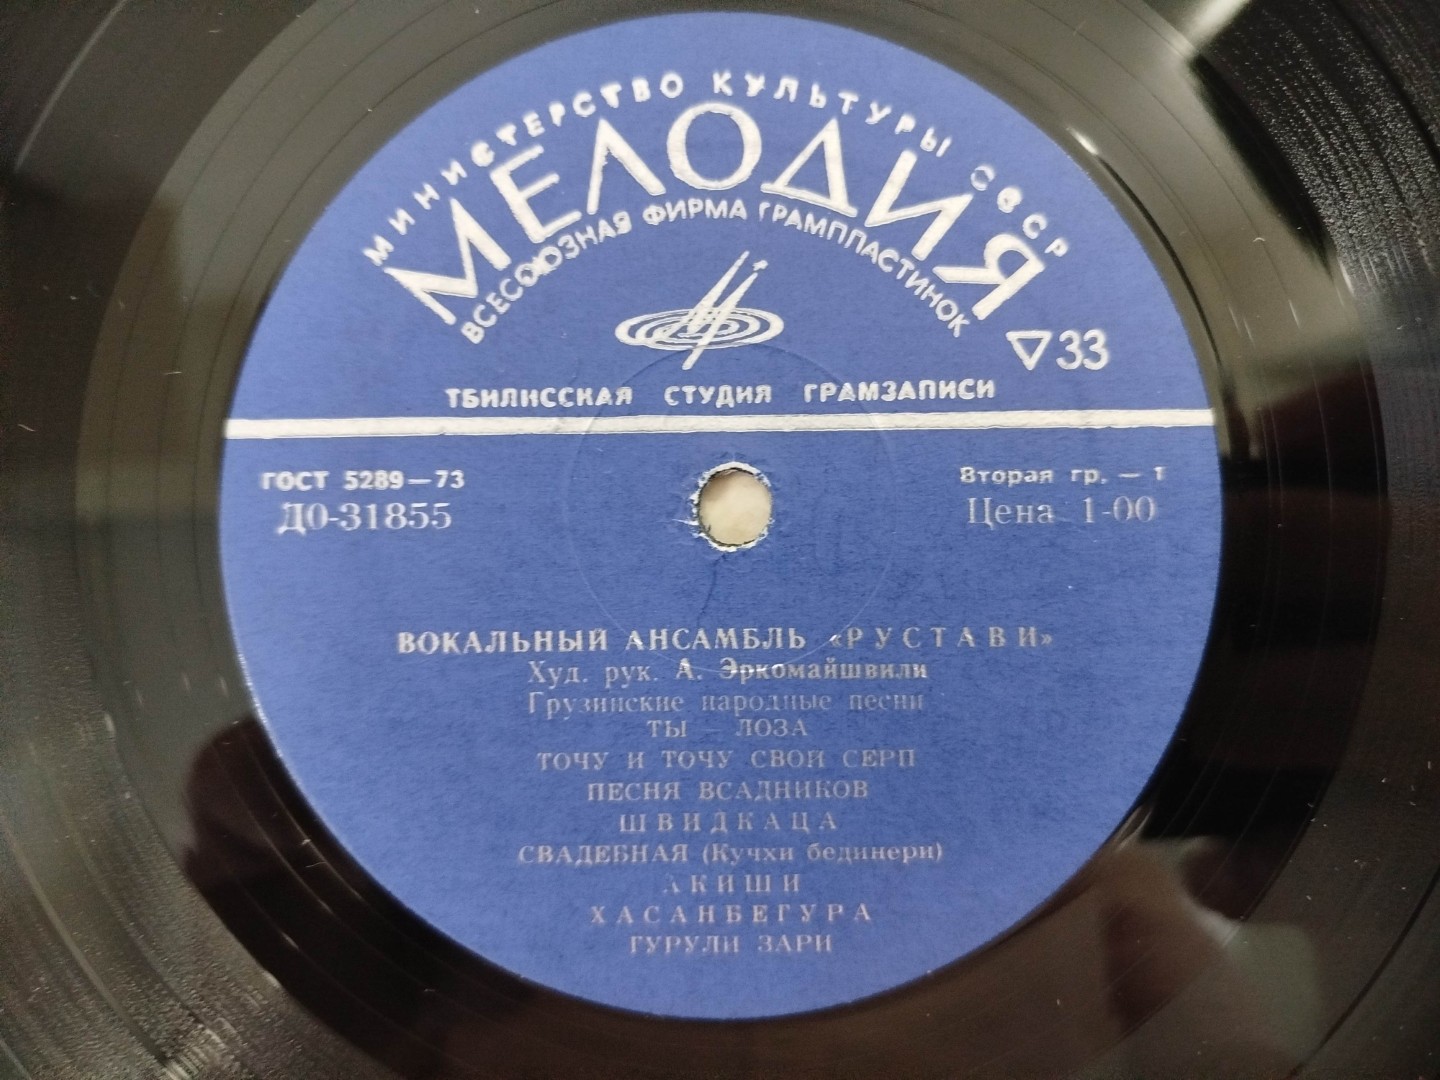 МИНИСТЕРСТВО КУЛЬТУРЫ СССР
МЕЛОДИЯ
ВСЕСОЮЗНАЯ ФИРМА ГРАМПЛАСТИНОК
▽33
ТБИЛИССКАЯ СТУДИЯ ГРАМЗАПИСИ
ГОСТ 5289—73
Вторая гр. — 1
ДО-31855
Цена 1-00
ВОКАЛЬНЫЙ АНСАМБЛЬ «РУСТАВИ»
Худ. рук. А. Эркомайшвили
Грузинские народные песни
ТЫ — ЛОЗА
ТОЧУ И ТОЧУ СВОЙ СЕРП
ПЕСНЯ ВСАДНИКОВ
ШВИДКАЦА
СВАДЕБНАЯ (Кучхи бединери)
АКИШИ
ХАСАНБЕГУРА
ГУРУЛИ ЗАРИ